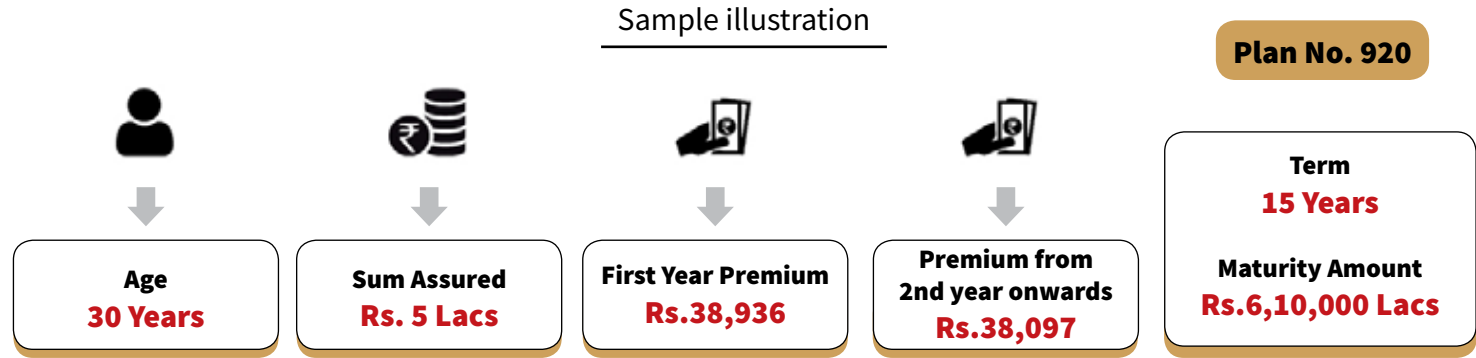 Sample illustration
Plan No. 920
Age
30 Years
Sum Assured
Rs. 5 Lacs
First Year Premium
Rs.38,936
Premium from
2nd year onwards
Rs.38,097
Term
15 Years
Maturity Amount
Rs.6,10,000 Lacs